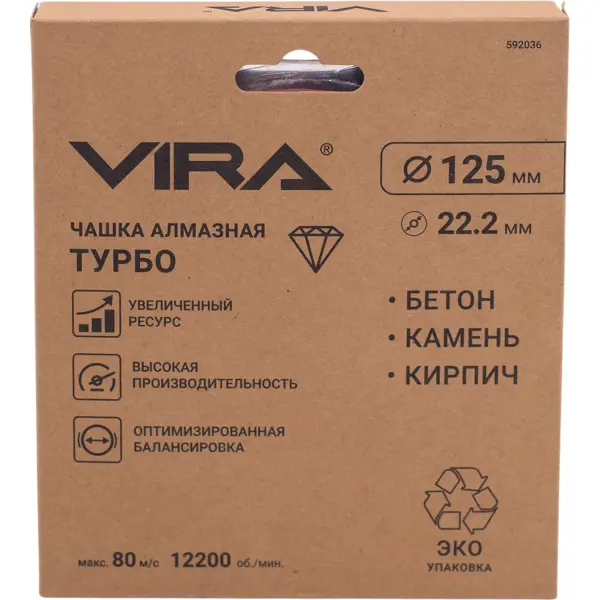 592036
VIRA®
Ø 125 мм
22.2 мм
ЧАШКА АЛМАЗНАЯ
ТУРБО
УВЕЛИЧЕННЫЙ
РЕСУРС
ВЫСОКАЯ
ПРОИЗВОДИТЕЛЬНОСТЬ
ОПТИМИЗИРОВАННАЯ
БАЛАНСИРОВКА
• БЕТОН
• КАМЕНЬ
• КИРПИЧ
макс. 80 м/с 12200 об./мин.
ЭКО
УПАКОВКА